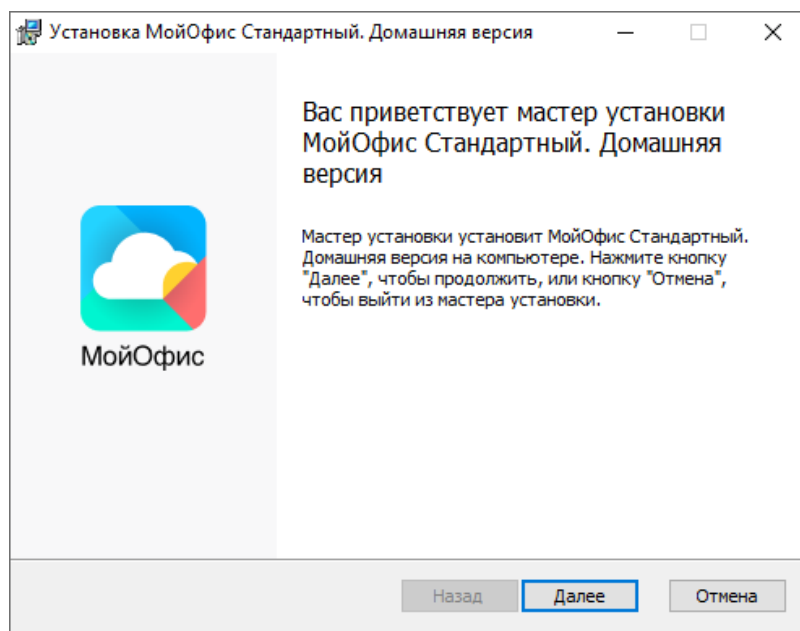 Установка МойОфис Стандартный. Домашняя версия
Вас приветствует мастер установки
МойОфис Стандартный. Домашняя
версия
Мастер установки установит МойОфис Стандартный.
Домашняя версия на компьютере. Нажмите кнопку
"Далее", чтобы продолжить, или кнопку "Отмена",
чтобы выйти из мастера установки.
МойОфис
Назад
Далее
Отмена